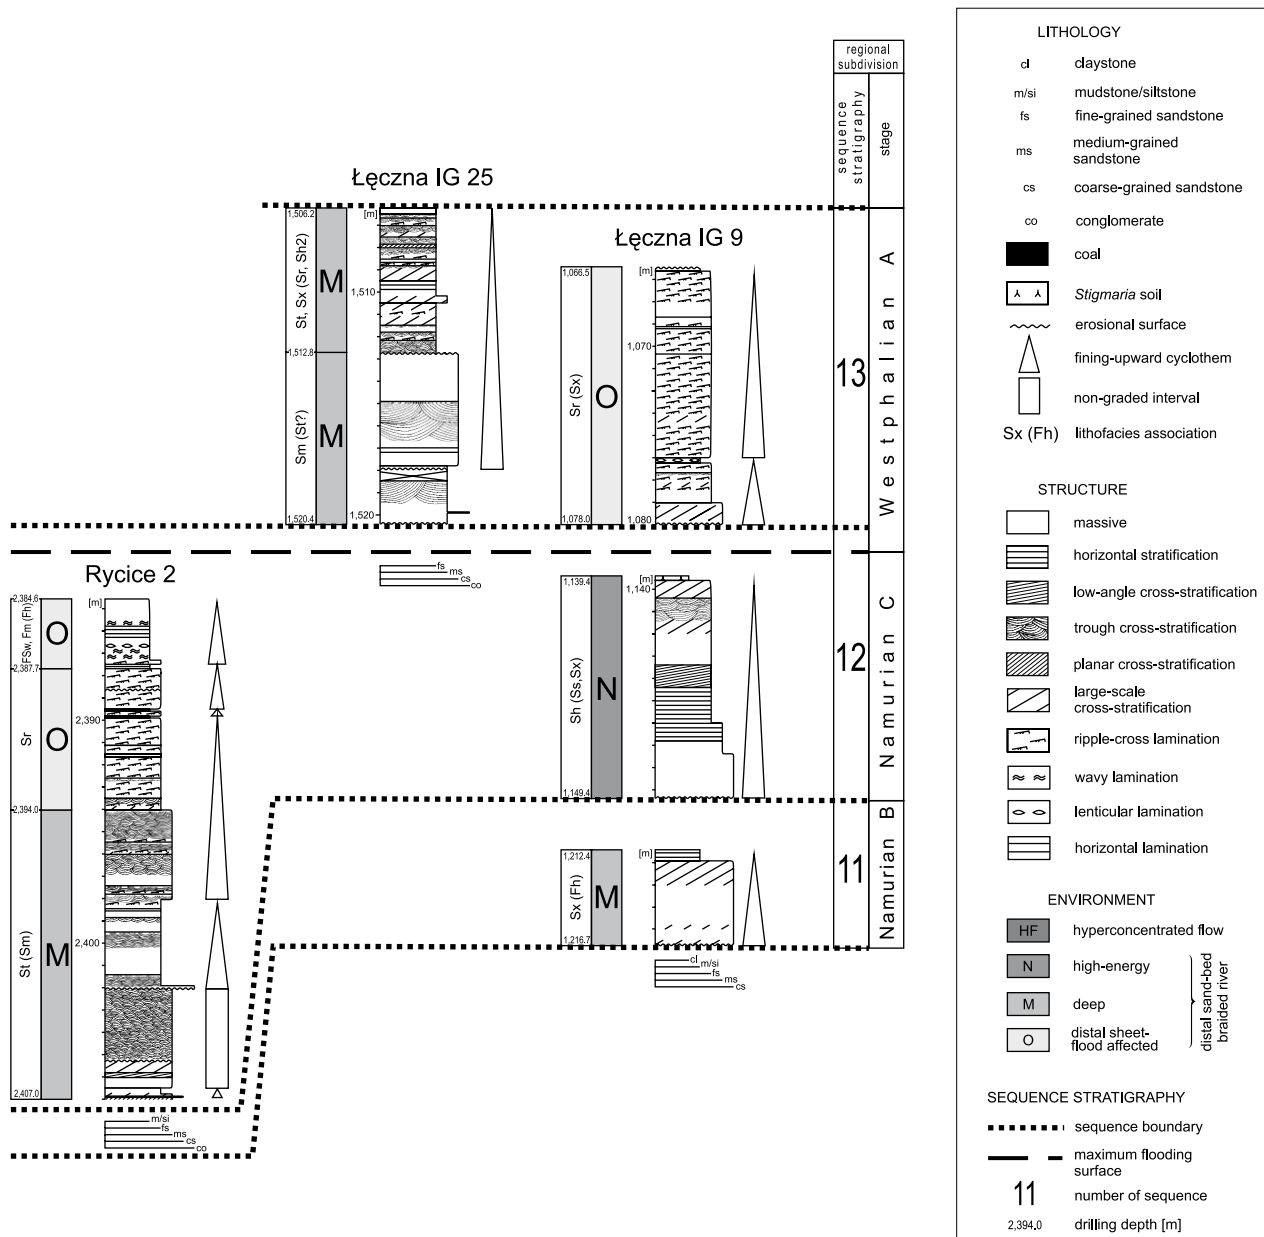 regional
subdivision
sequence
stratigraphy
stage
Łęczna IG 25
1,506.2
[m]
St, Sx (Sr, Sh2)
M
1,510
1,512.8
Sm (St?)
M
1,520
1,520.4
fs
ms
cs
co
Łęczna IG 9
1,066.5
[m]
1,070
Sr (Sx)
O
1,078.0
1,080
13
Westphalian A
Rycice 2
2,384.6
[m]
FSw, Fm (Fh)
O
2,387.7
2,390
Sr
O
2,394.0
St (Sm)
M
2,400
2,407.0
m/si
fs
ms
cs
co
1,139.4
[m]
1,140
Sh (Ss,Sx)
N
1,149.4
12
Namurian C
1,212.4
[m]
Sx (Fh)
M
1,216.7
cl
m/si
fs
ms
cs
11
Namurian B
LITHOLOGY
cl claystone
m/si mudstone/siltstone
fs fine-grained sandstone
ms medium-grained
sandstone
cs coarse-grained sandstone
co conglomerate
coal
Stigmaria soil
erosional surface
fining-upward cyclothem
non-graded interval
Sx (Fh) lithofacies association
STRUCTURE
massive
horizontal stratification
low-angle cross-stratification
trough cross-stratification
planar cross-stratification
large-scale
cross-stratification
ripple-cross lamination
wavy lamination
lenticular lamination
horizontal lamination
ENVIRONMENT
HF hyperconcentrated flow
N high-energy
M deep
O distal sheet-
flood affected
distal sand-bed
braided river
SEQUENCE STRATIGRAPHY
sequence boundary
maximum flooding
surface
11 number of sequence
2,394.0 drilling depth [m]